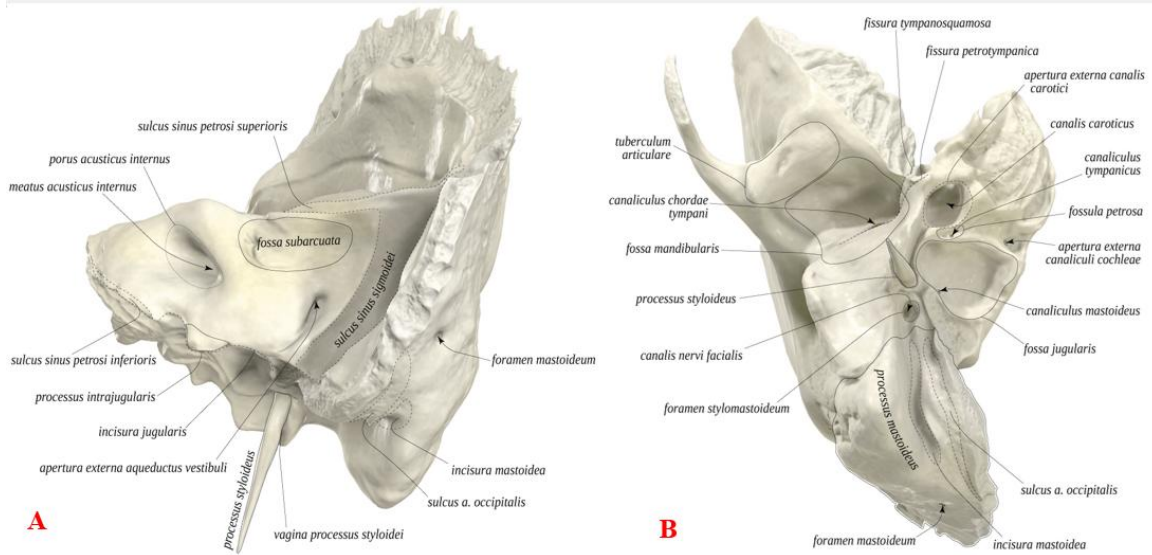 sulcus sinus petrosi superioris
porus acusticus internus
meatus acusticus internus
fossa subarcuata
sulcus sinus sigmoidei
sulcus sinus petrosi inferioris
foramen mastoideum
processus intrajugularis
incisura jugularis
apertura externa aqueductus vestibuli
incisura mastoidea
sulcus a. occipitalis
processus styloideus
vagina processus styloidei
A
fissura tympanosquamosa
fissura petrotympanica
apertura externa canalis
carotici
canalis caroticus
tuberculum
articulare
canaliculus
tympanicus
canaliculus chordae
tympani
fossula petrosa
fossa mandibularis
apertura externa
canaliculi cochleae
processus styloideus
canaliculus mastoideus
canalis nervi facialis
fossa jugularis
foramen stylomastoideum
processus mastoideus
sulcus a. occipitalis
foramen mastoideum
incisura mastoidea
B